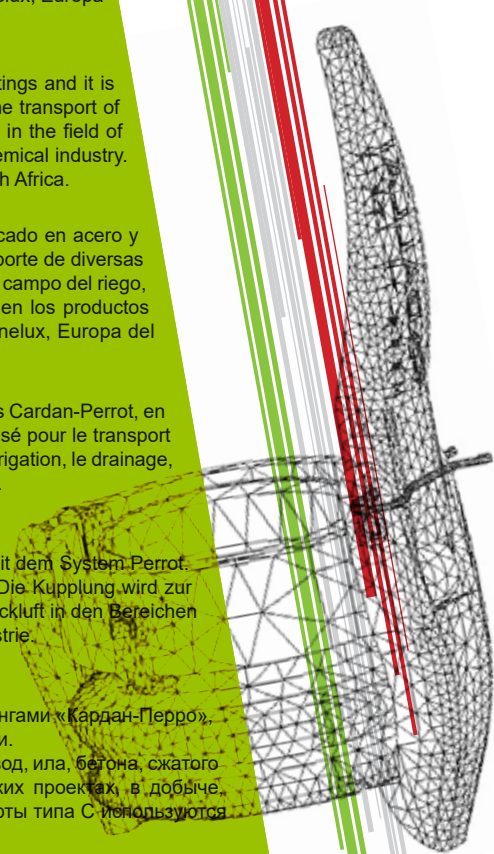 elux, Europa
tings and it is
ne transport of
in the field of
emical industry.
h Africa.
cado en acero y
porte de diversas
campo del riego,
en los productos
nelux, Europa del
s Cardan-Perrot, en
sé pour le transport
rigation, le drainage,
it dem System Perrot.
Die Kupplung wird zur
ckluft in den Bereichen
strie.
нгами «Кардан-Перро»,
и.
вод, ила, бетона, сжатого
ких проектах, в добыче,
оты типа С используются